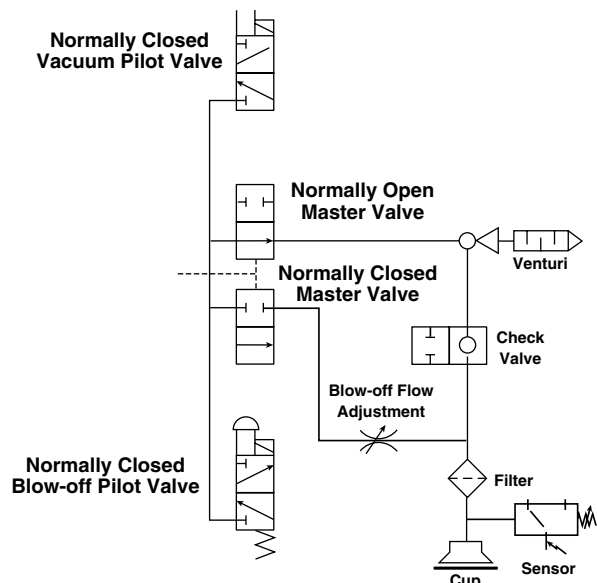 Normally Closed
Vacuum Pilot Valve
Normally Open
Master Valve
Venturi
Normally Closed
Master Valve
Check
Valve
Blow-off Flow
Adjustment
Normally Closed
Blow-off Pilot Valve
Filter
Sensor
Cup